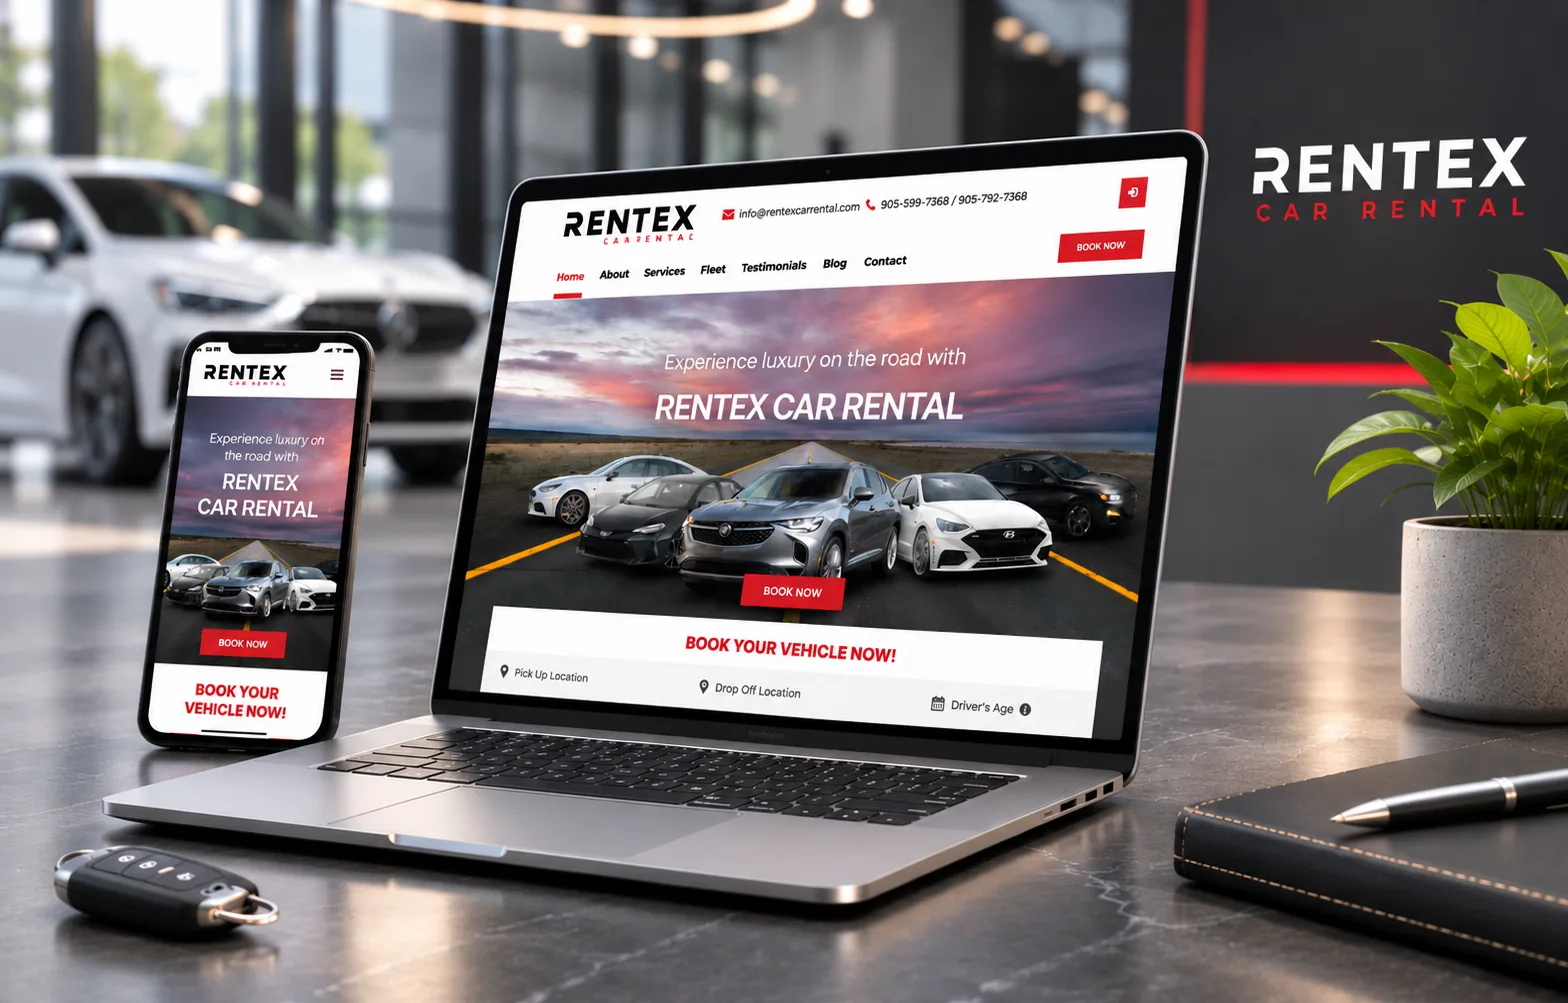 RENTEX
CAR RENTAL
RENTEX
CAR RENTAL
info@rentexcarrental.com
905-599-7368 / 905-792-7368
BOOK NOW
Home
About
Services
Fleet
Testimonials
Blog
Contact
Experience luxury on the road with
RENTEX CAR RENTAL
BOOK NOW
BOOK YOUR VEHICLE NOW!
Pick Up Location
Drop Off Location
Driver's Age
RENTEX
CAR RENTAL
Experience luxury on
the road with
RENTEX
CAR RENTAL
BOOK NOW
BOOK YOUR
VEHICLE NOW!